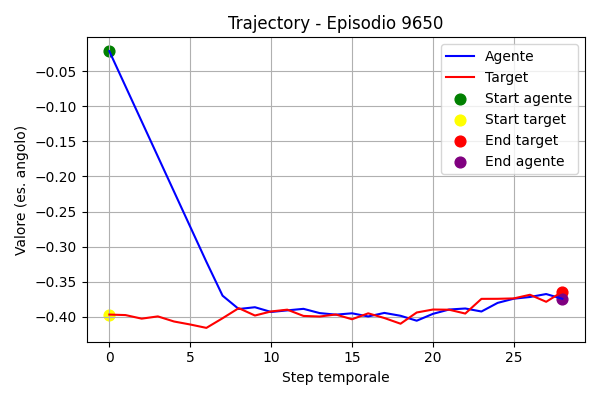 Trajectory - Episodio 9650
Agente
Target
Start agente
Start target
End target
End agente
Valore (es. angolo)
−0.05
−0.10
−0.15
−0.20
−0.25
−0.30
−0.35
−0.40
0 5 10 15 20 25
Step temporale